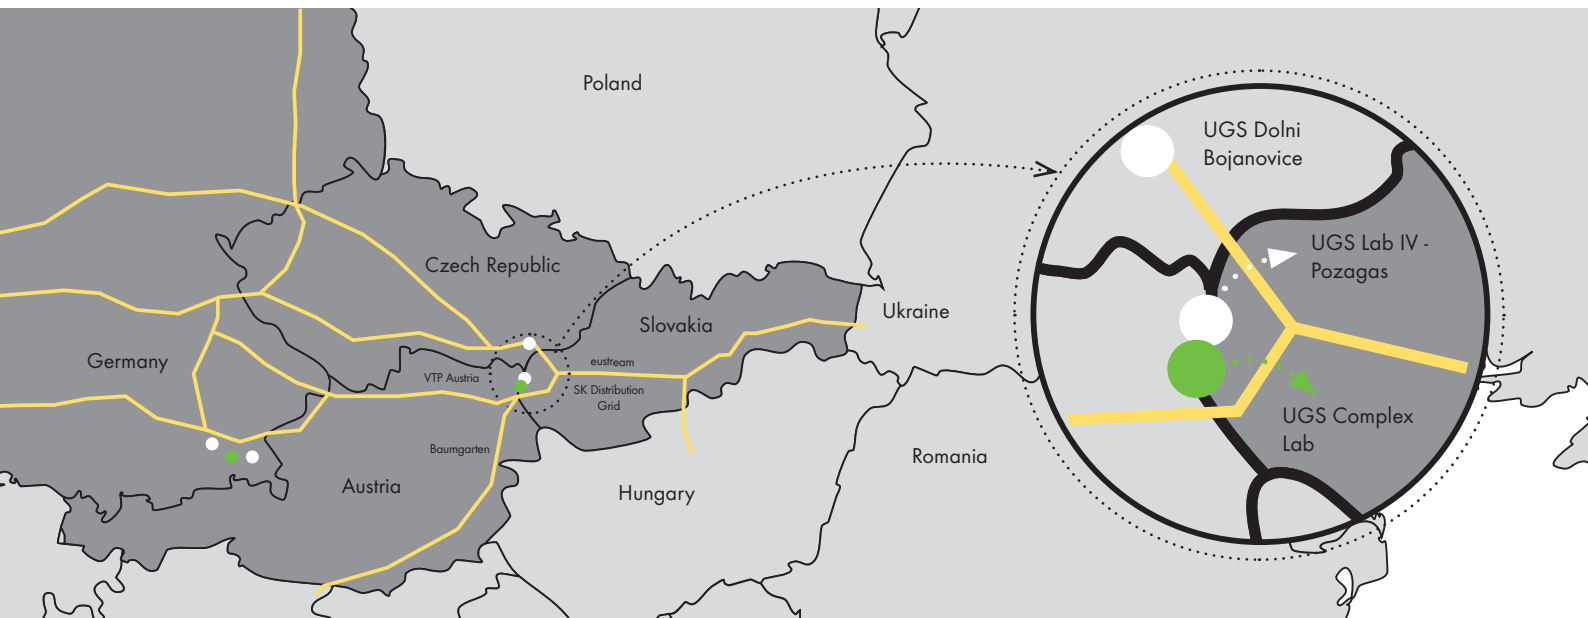 Poland
UGS Dolni
Bojanovice
UGS Lab IV -
Pozagas
Czech Republic
Slovakia
Ukraine
Germany
eustream
VTP Austria
SK Distribution
Grid
UGS Complex
Lab
Baumgarten
Romania
Austria
Hungary